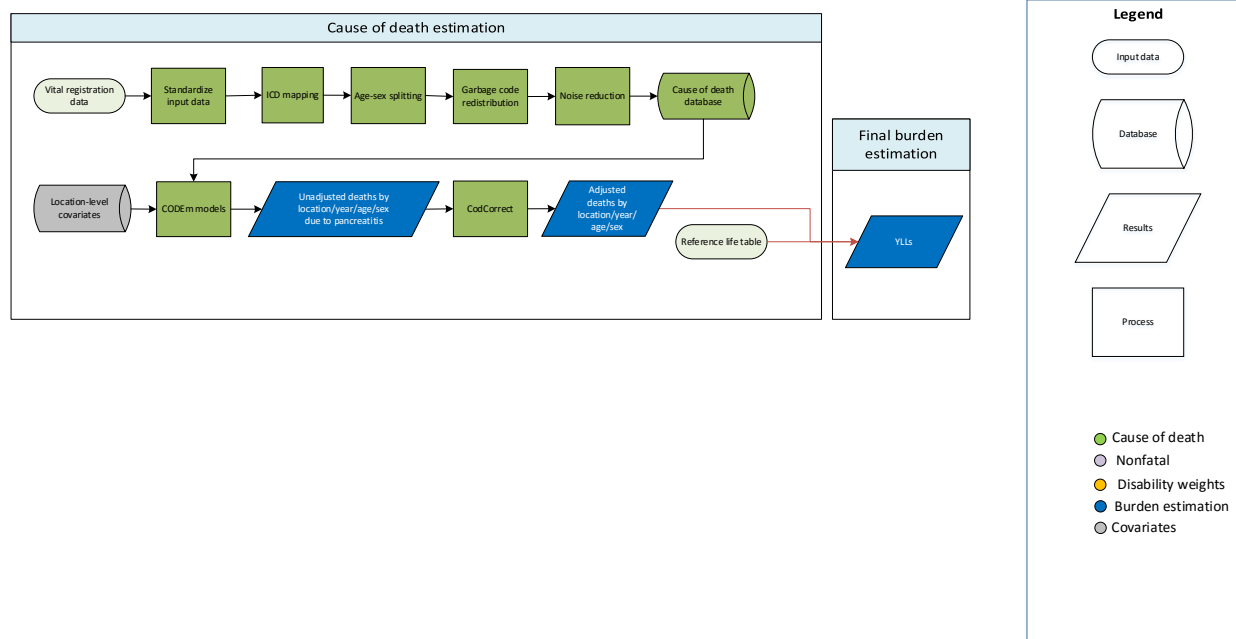 Cause of death estimation
Vital registration
data
Standardize
input data
ICD mapping
Age-sex splitting
Garbage code
redistribution
Noise reduction
Cause of death
database
Location-level
covariates
CODEm models
Unadjusted deaths by
location/year/age/sex
due to pancreatitis
CodCorrect
Adjusted
deaths by
location/year/
age/sex
Reference life table
Final burden
estimation
YLLs
Legend
Input data
Database
Results
Process
Cause of death
Nonfatal
Disability weights
Burden estimation
Covariates